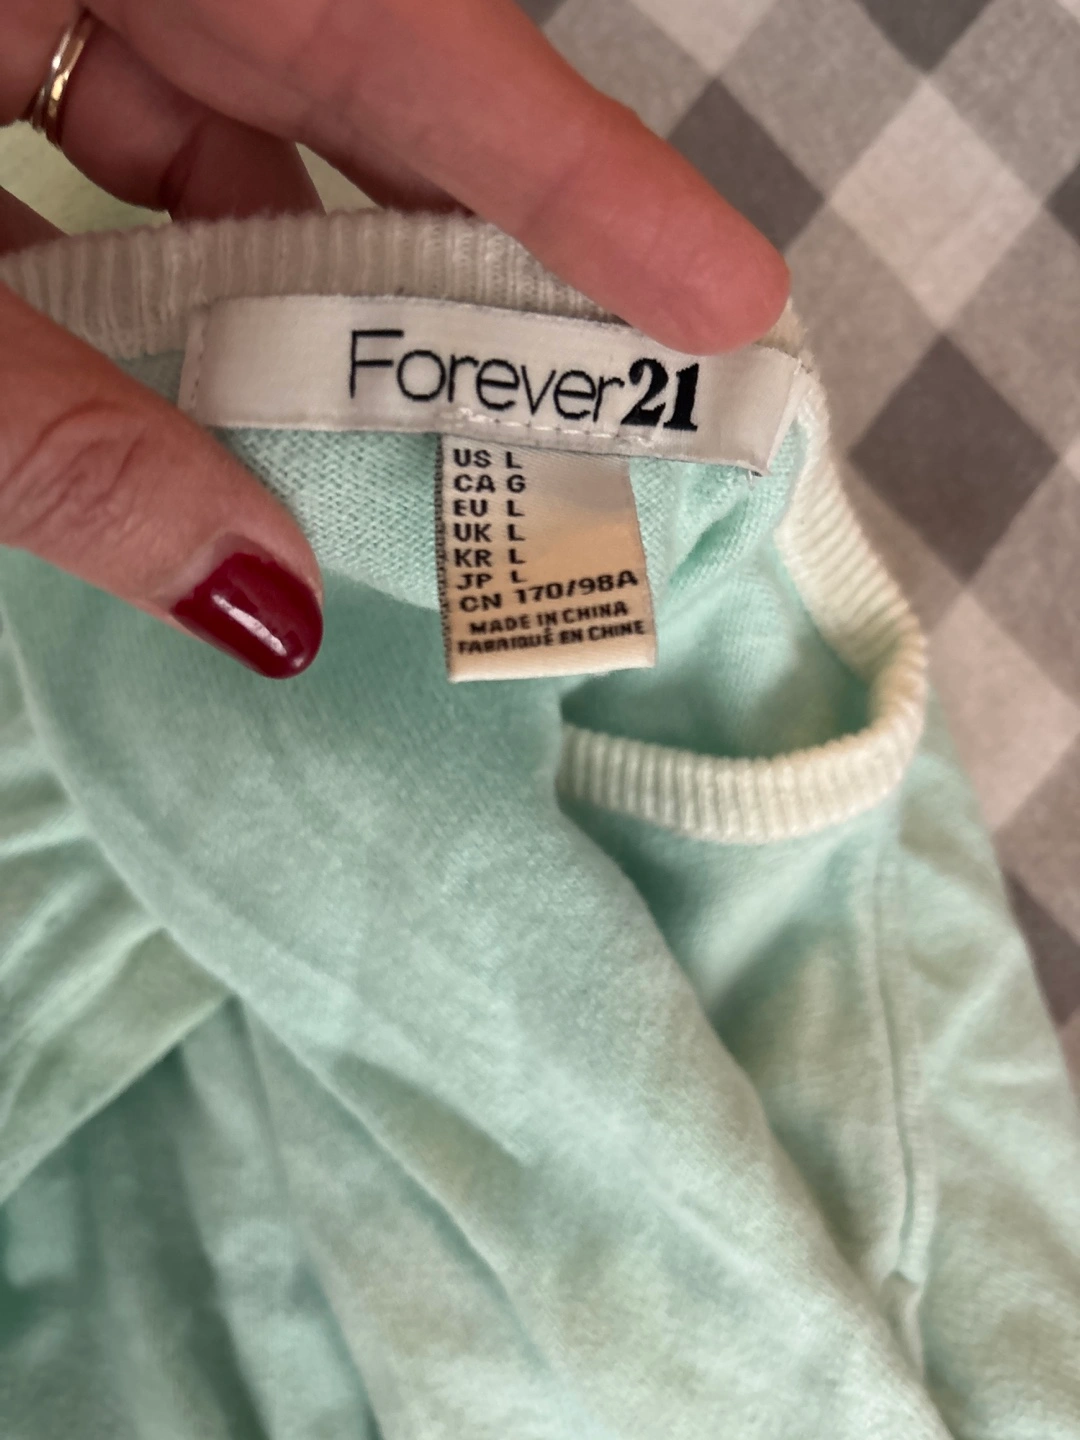 Forever21
US L
CA G
EU L
UK L
KR L
JP L
CN 170/98A
MADE IN CHINA
FABRIQUÉ EN CHINE